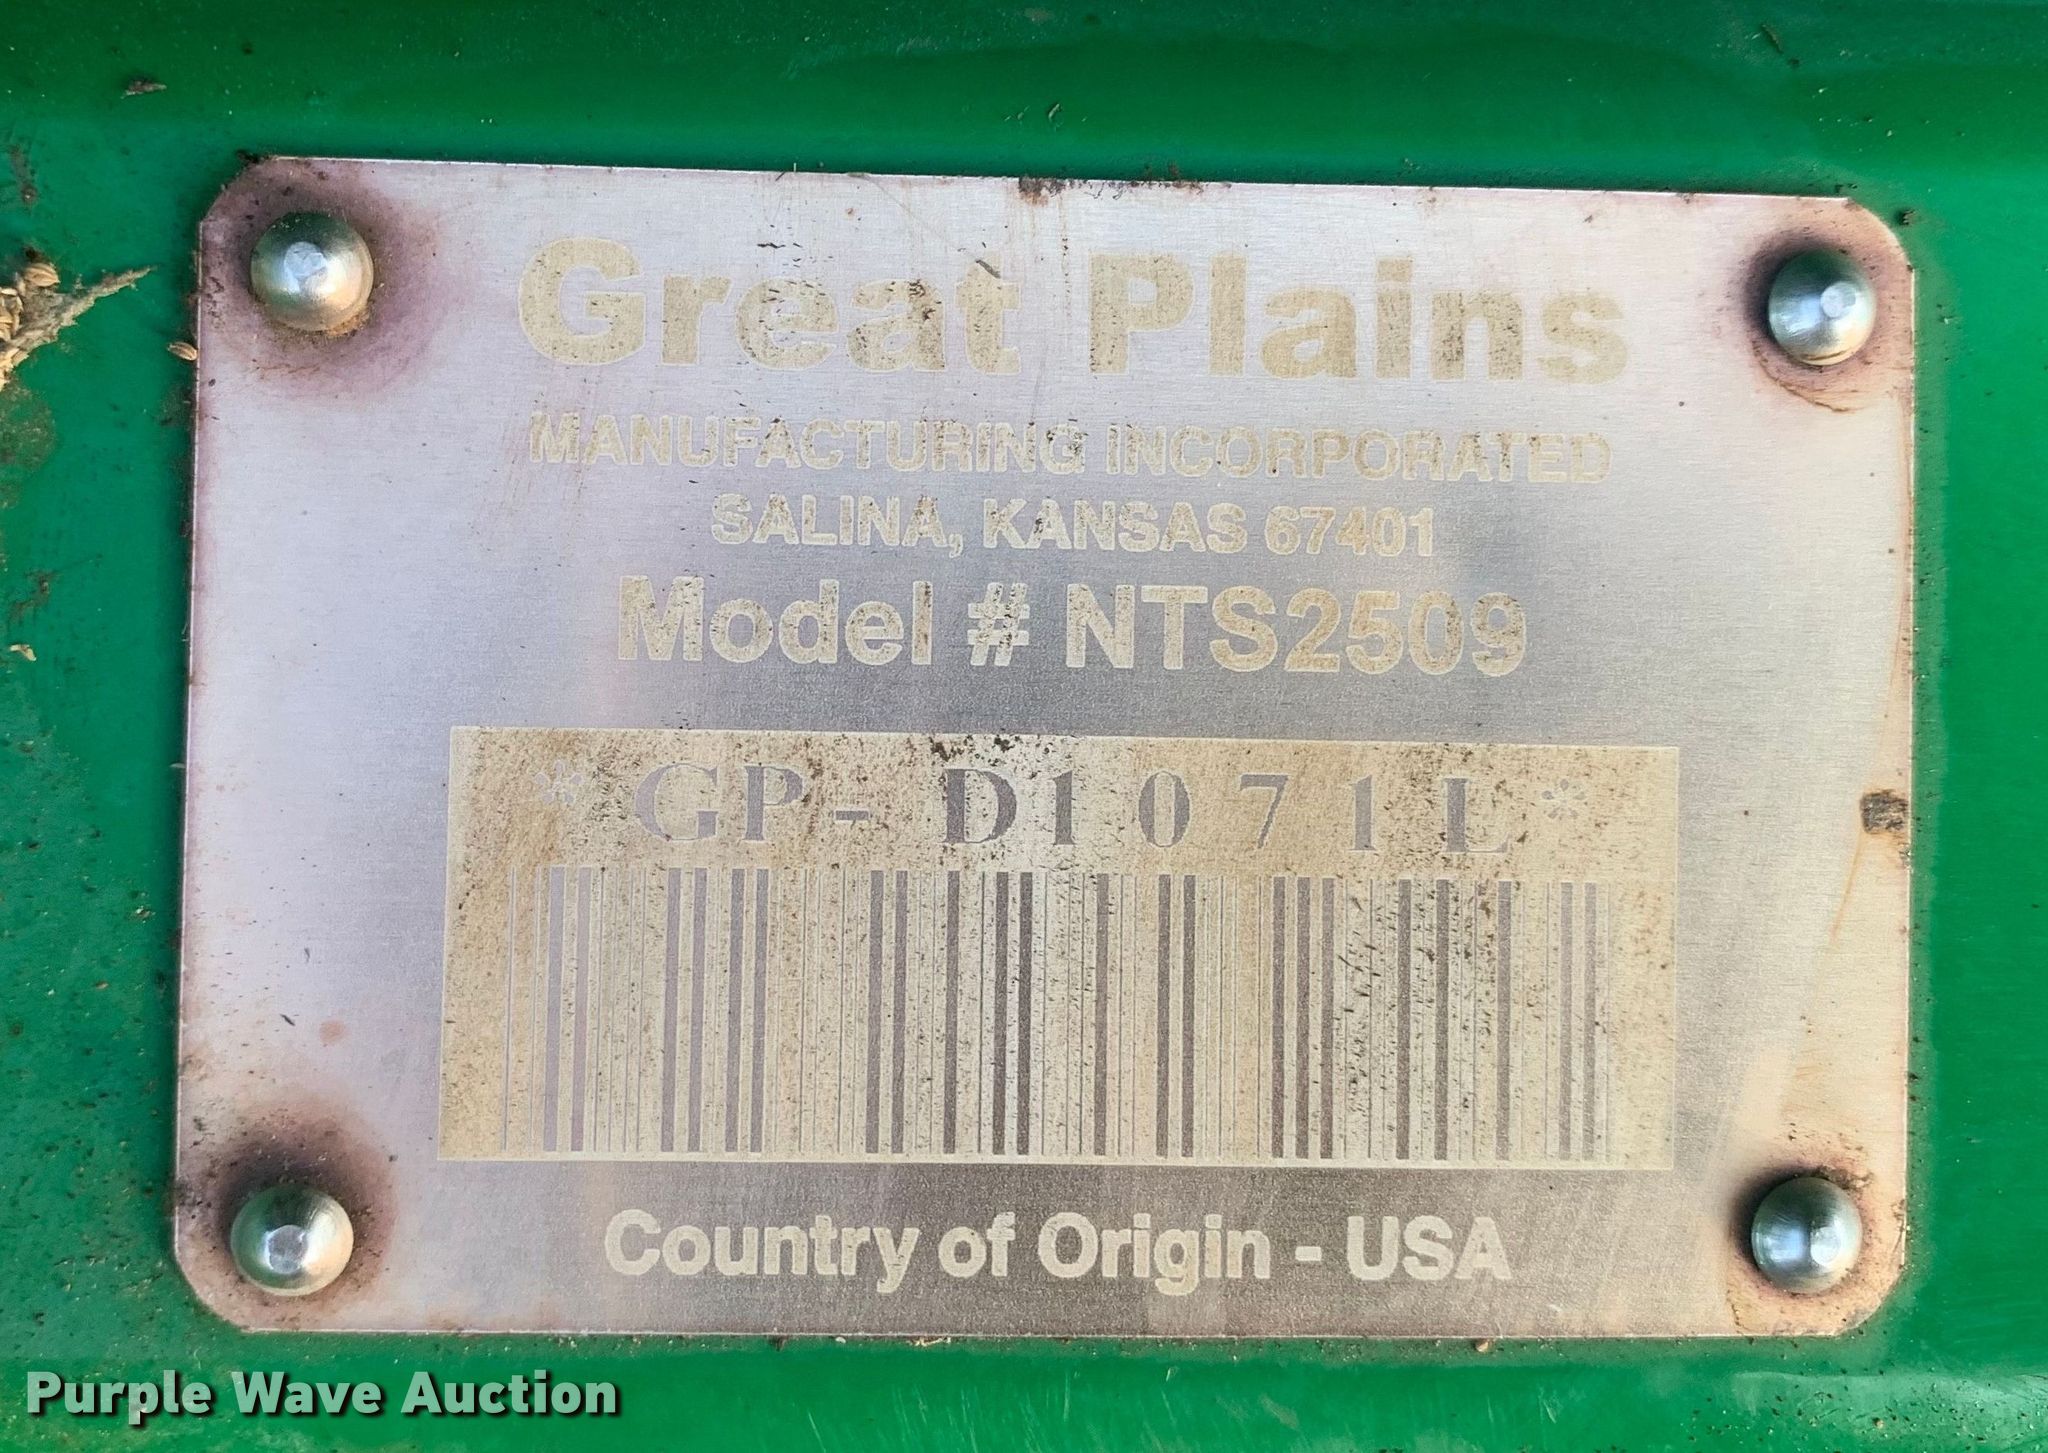 Great Plains
MANUFACTURING INCORPORATED
SALINA, KANSAS 67401
Model # NTS2509
*GP-D1071L*
Country of Origin - USA
Purple Wave Auction